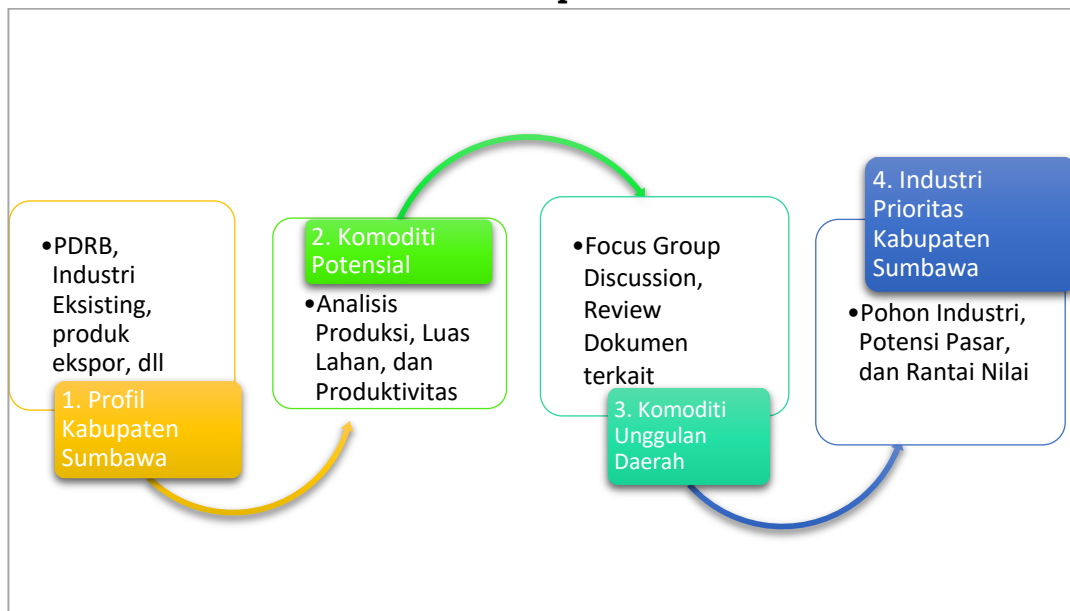 •PDRB,
Industri
Eksisting,
produk
ekspor, dll
1. Profil
Kabupaten
Sumbawa
2. Komoditi
Potensial
•Analisis
Produksi, Luas
Lahan, dan
Produktivitas
•Focus Group
Discussion,
Review
Dokumen
terkait
3. Komoditi
Unggulan
Daerah
4. Industri
Prioritas
Kabupaten
Sumbawa
•Pohon Industri,
Potensi Pasar,
dan Rantai Nilai